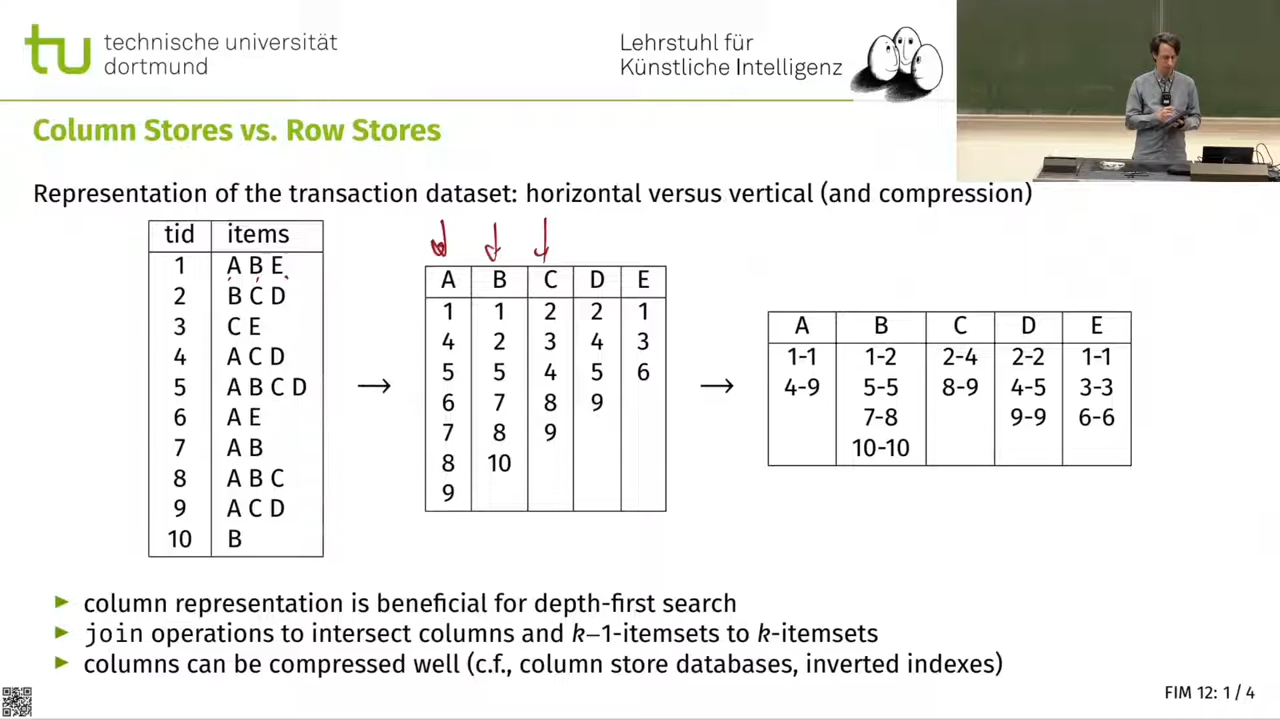 technische universität
dortmund
Lehrstuhl für
Künstliche Intelligenz
Column Stores vs. Row Stores
Representation of the transaction dataset: horizontal versus vertical (and compression)
tid items
1 A B E
2 B C D
3 C E
4 A C D
5 A B C D
6 A E
7 A B
8 A B C
9 A C D
10 B
→
A B C D E
1 1 2 2 1
4 2 3 4 3
5 5 4 5 6
6 7 8 9
7 8 9
8 10
9
→
A B C D E
1-1 1-2 2-4 2-2 1-1
4-9 5-5 8-9 4-5 3-3
7-8 9-9 6-6
10-10
column representation is beneficial for depth-first search
join operations to intersect columns and k−1-itemsets to k-itemsets
columns can be compressed well (c.f., column store databases, inverted indexes)
FIM 12: 1 / 4